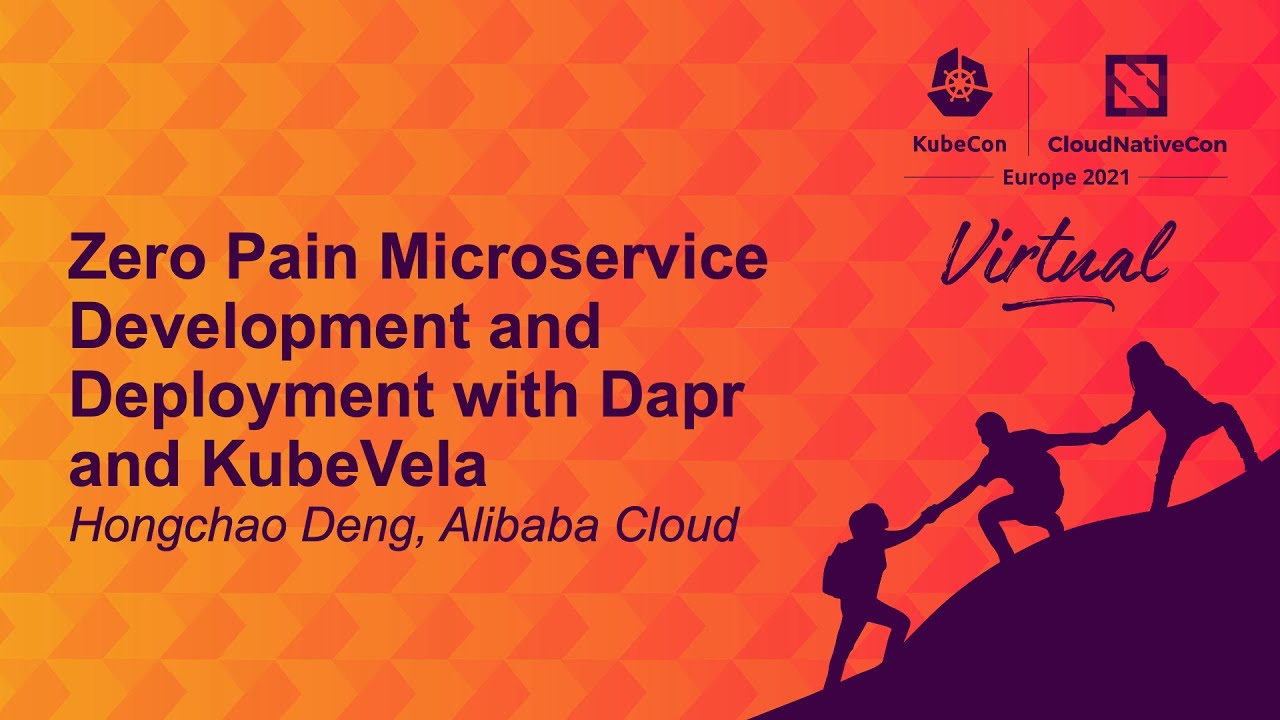 KubeCon
CloudNativeCon
Europe 2021
Virtual
Zero Pain Microservice
Development and
Deployment with Dapr
and KubeVela
Hongchao Deng, Alibaba Cloud